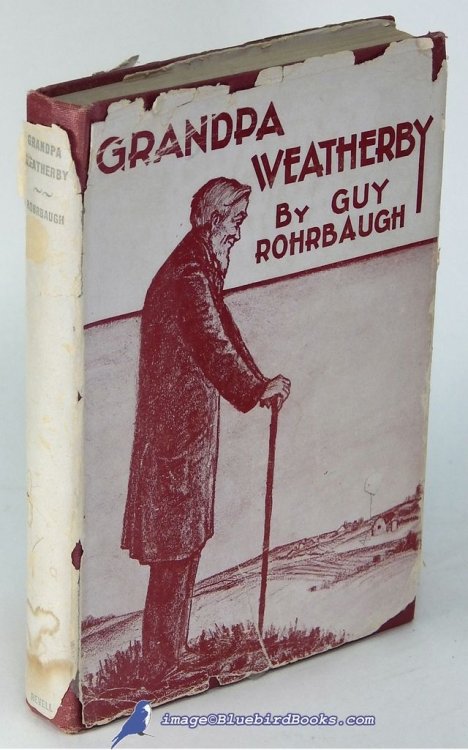 GRANDPA
WEATHERBY
BY GUY
ROHRBAUGH
GRANDPA
WEATHERBY
ROHRBAUGH
REVELL
image©BluebirdBooks.com